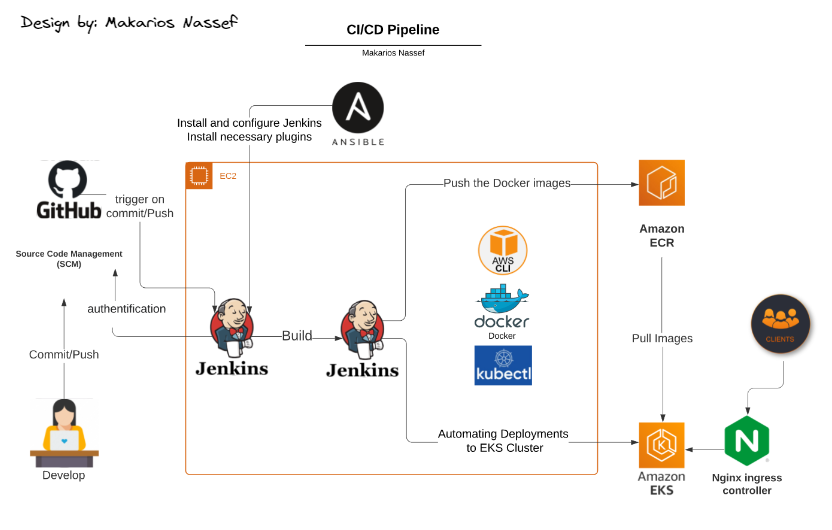 Design by: Makarios Nassef
CI/CD Pipeline
Makarios Nassef
Install and configure Jenkins
Install necessary plugins
ANSIBLE
EC2
GitHub
trigger on
commit/Push
Push the Docker images
Amazon
ECR
Source Code Management
(SCM)
AWS
CLI
authentification
docker
Docker
CLIENTS
Build
Pull Images
Jenkins
Jenkins
kubectl
Commit/Push
Automating Deployments
to EKS Cluster
N
Develop
Amazon
EKS
Nginx ingress
controller